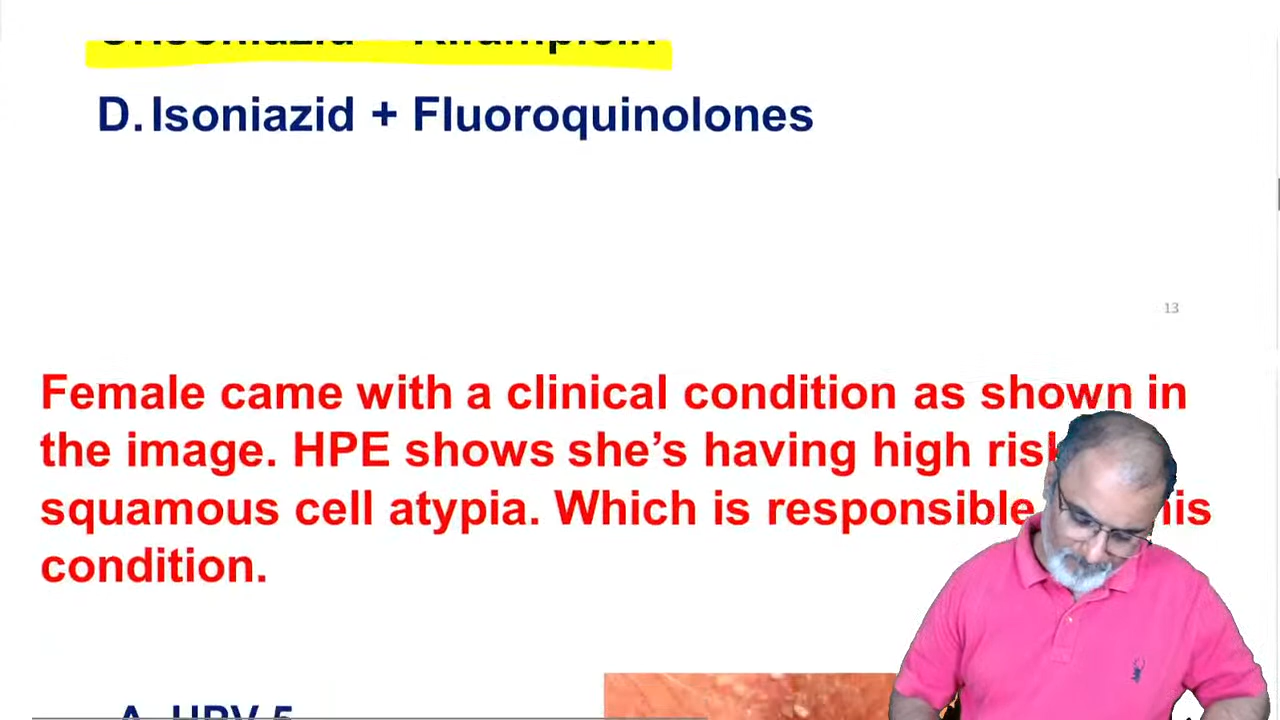 D. Isoniazid + Fluoroquinolones
13
Female came with a clinical condition as shown in
the image. HPE shows she's having high risk
squamous cell atypia. Which is responsible his
condition.